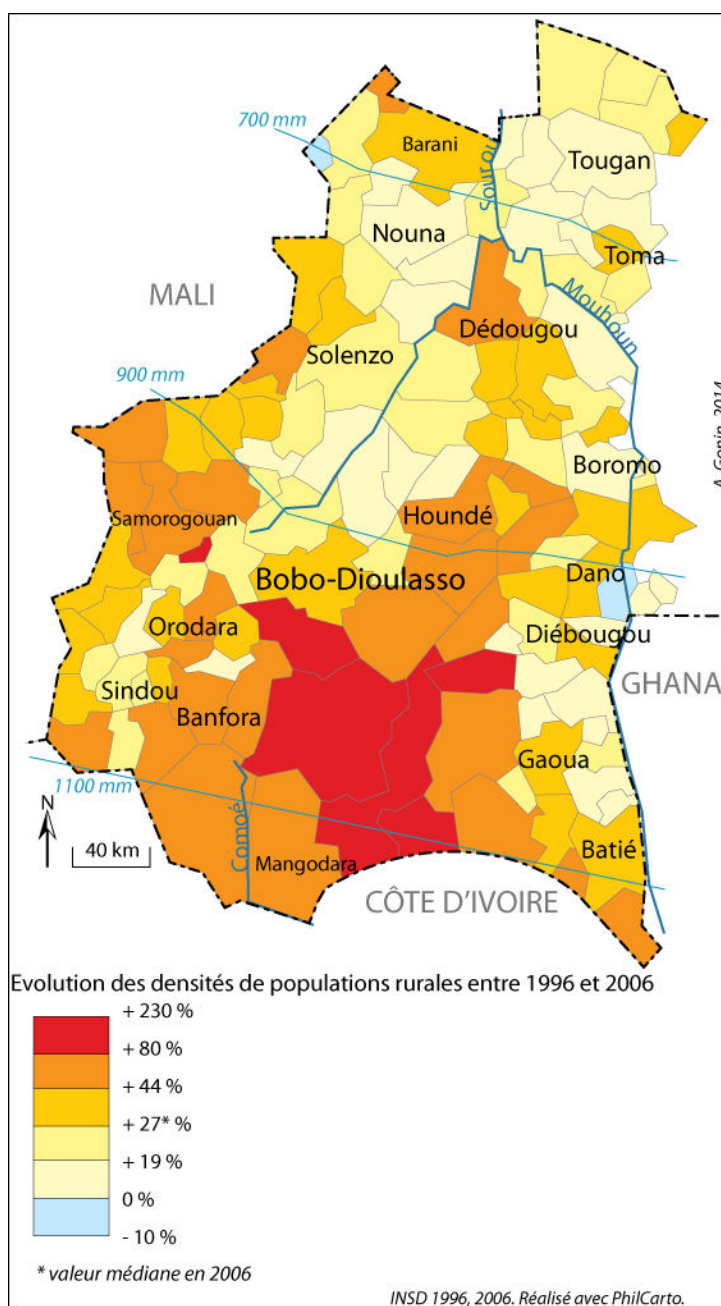 700 mm
Barani
Sourou
Tougan
Nouna
Toma
MALI
Mouhoun
Dédougou
Solenzo
900 mm
A. Gonin, 2014
Boromo
Samorogouan
Houndé
Bobo-Dioulasso
Dano
Orodara
Diébougou
GHANA
Sindou
Banfora
Gaoua
1100 mm
N
Comoé
Batié
40 km
Mangodara
CÔTE D'IVOIRE
Evolution des densités de populations rurales entre 1996 et 2006
+ 230 %
+ 80 %
+ 44 %
+ 27* %
+ 19 %
0 %
- 10 %
* valeur médiane en 2006
INSD 1996, 2006. Réalisé avec PhilCarto.